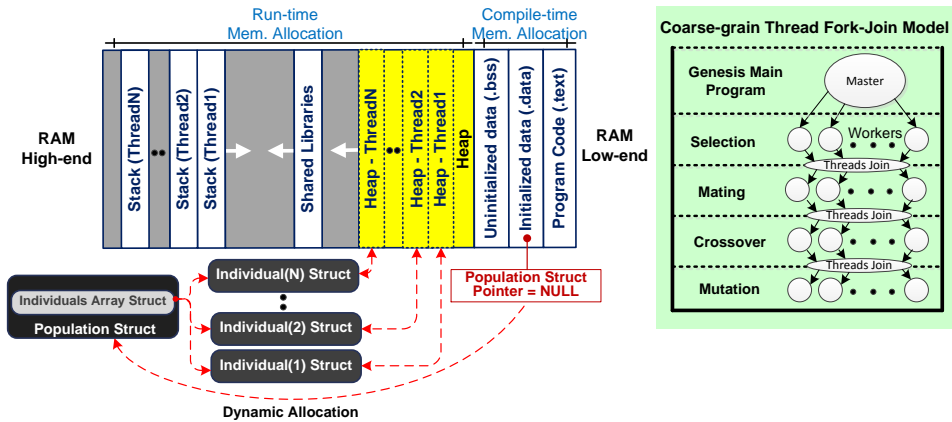 Run-time
Mem. Allocation
Compile-time
Mem. Allocation
RAM
High-end
Stack (ThreadN)
Stack (Thread2)
Stack (Thread1)
Shared Libraries
Heap - ThreadN
Heap - Thread2
Heap - Thread1
Heap
Uninitialized data (.bss)
Initialized data (.data)
Program Code (.text)
RAM
Low-end
Individuals Array Struct
Population Struct
Individual(N) Struct
Individual(2) Struct
Individual(1) Struct
Population Struct
Pointer = NULL
Dynamic Allocation
Coarse-grain Thread Fork-Join Model
Genesis Main
Program
Master
Selection
Workers
Threads Join
Mating
Threads Join
Crossover
Threads Join
Mutation